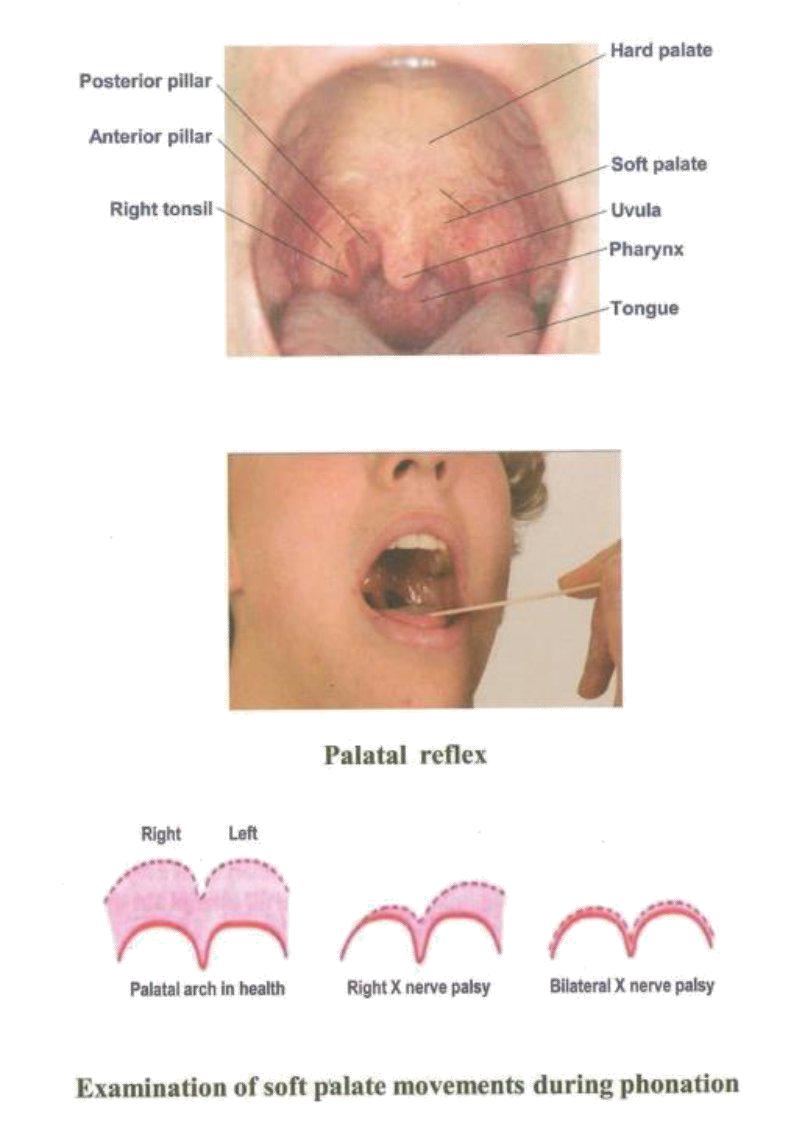 Hard palate
Posterior pillar
Anterior pillar
Soft palate
Right tonsil
Uvula
Pharynx
Tongue
Palatal reflex
Right Left
Palatal arch in health
Right X nerve palsy
Bilateral X nerve palsy
Examination of soft palate movements during phonation